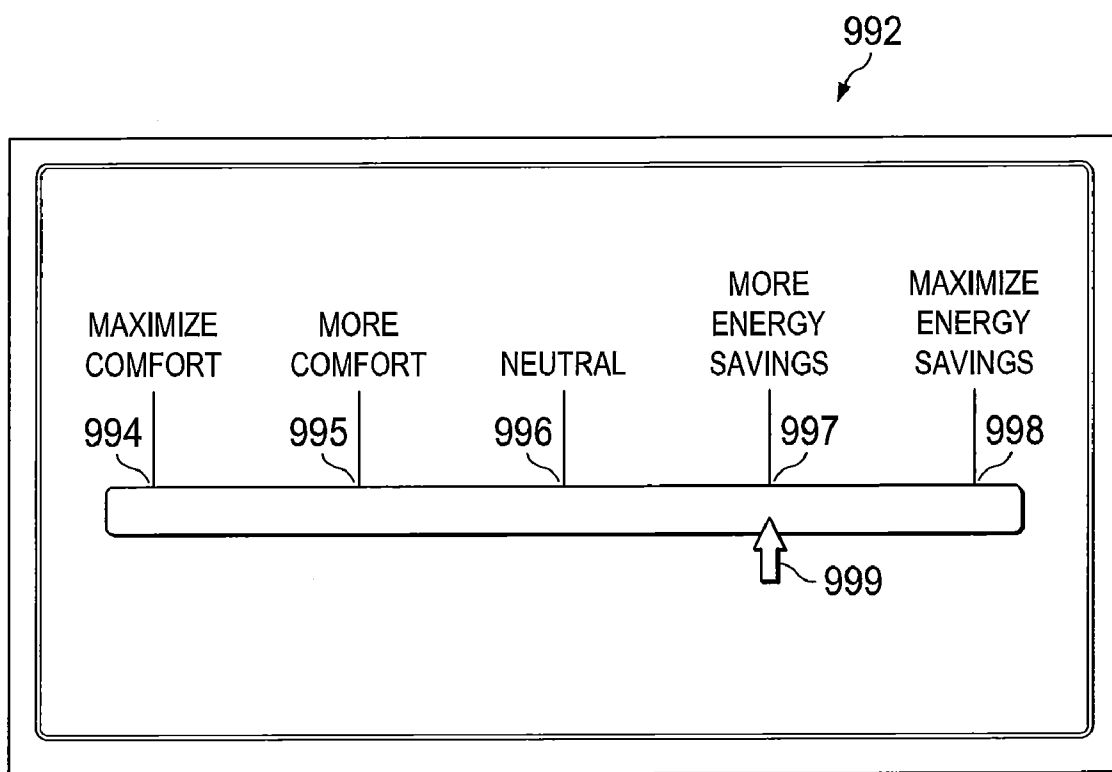 992
MAXIMIZE
COMFORT
MORE
COMFORT
NEUTRAL
MORE
ENERGY
SAVINGS
MAXIMIZE
ENERGY
SAVINGS
994
995
996
997
998
999